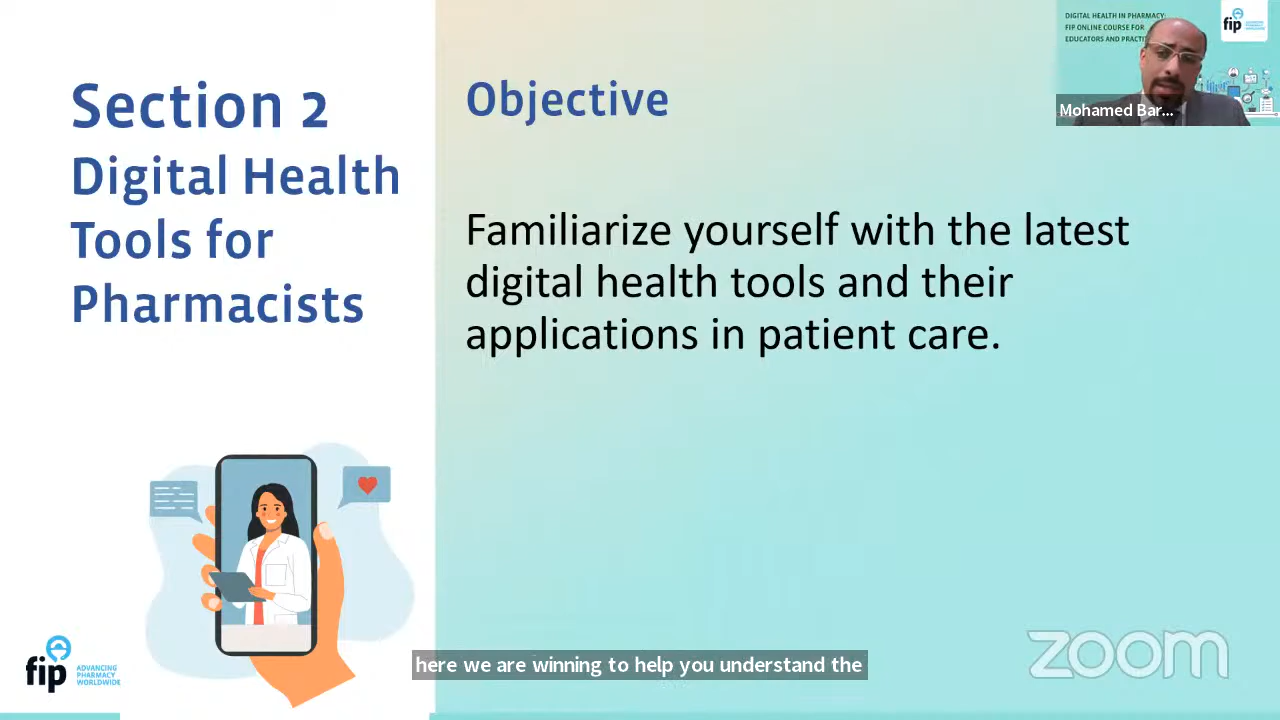 Section 2
Digital Health
Tools for
Pharmacists
Objective
Familiarize yourself with the latest
digital health tools and their
applications in patient care.
DIGITAL HEALTH IN PHARMACY:
FIP ONLINE COURSE FOR
EDUCATORS AND
fip
Mohamed Bar...
fip
ADVANCING
PHARMACY
WORLDWIDE
here we are winning to help you understand the
zoom